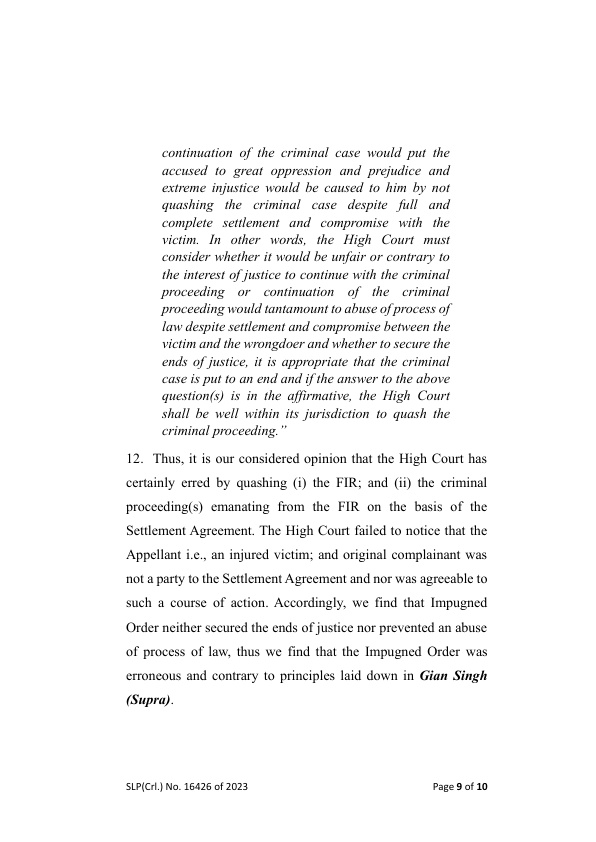 continuation of the criminal case would put the
accused to great oppression and prejudice and
extreme injustice would be caused to him by not
quashing the criminal case despite full and
complete settlement and compromise with the
victim. In other words, the High Court must
consider whether it would be unfair or contrary to
the interest of justice to continue with the criminal
proceeding or continuation of the criminal
proceeding would tantamount to abuse of process of
law despite settlement and compromise between the
victim and the wrongdoer and whether to secure the
ends of justice, it is appropriate that the criminal
case is put to an end and if the answer to the above
question(s) is in the affirmative, the High Court
shall be well within its jurisdiction to quash the
criminal proceeding.”
12. Thus, it is our considered opinion that the High Court has
certainly erred by quashing (i) the FIR; and (ii) the criminal
proceeding(s) emanating from the FIR on the basis of the
Settlement Agreement. The High Court failed to notice that the
Appellant i.e., an injured victim; and original complainant was
not a party to the Settlement Agreement and nor was agreeable to
such a course of action. Accordingly, we find that Impugned
Order neither secured the ends of justice nor prevented an abuse
of process of law, thus we find that the Impugned Order was
erroneous and contrary to principles laid down in Gian Singh
(Supra).
SLP(Crl.) No. 16426 of 2023 Page 9 of 10